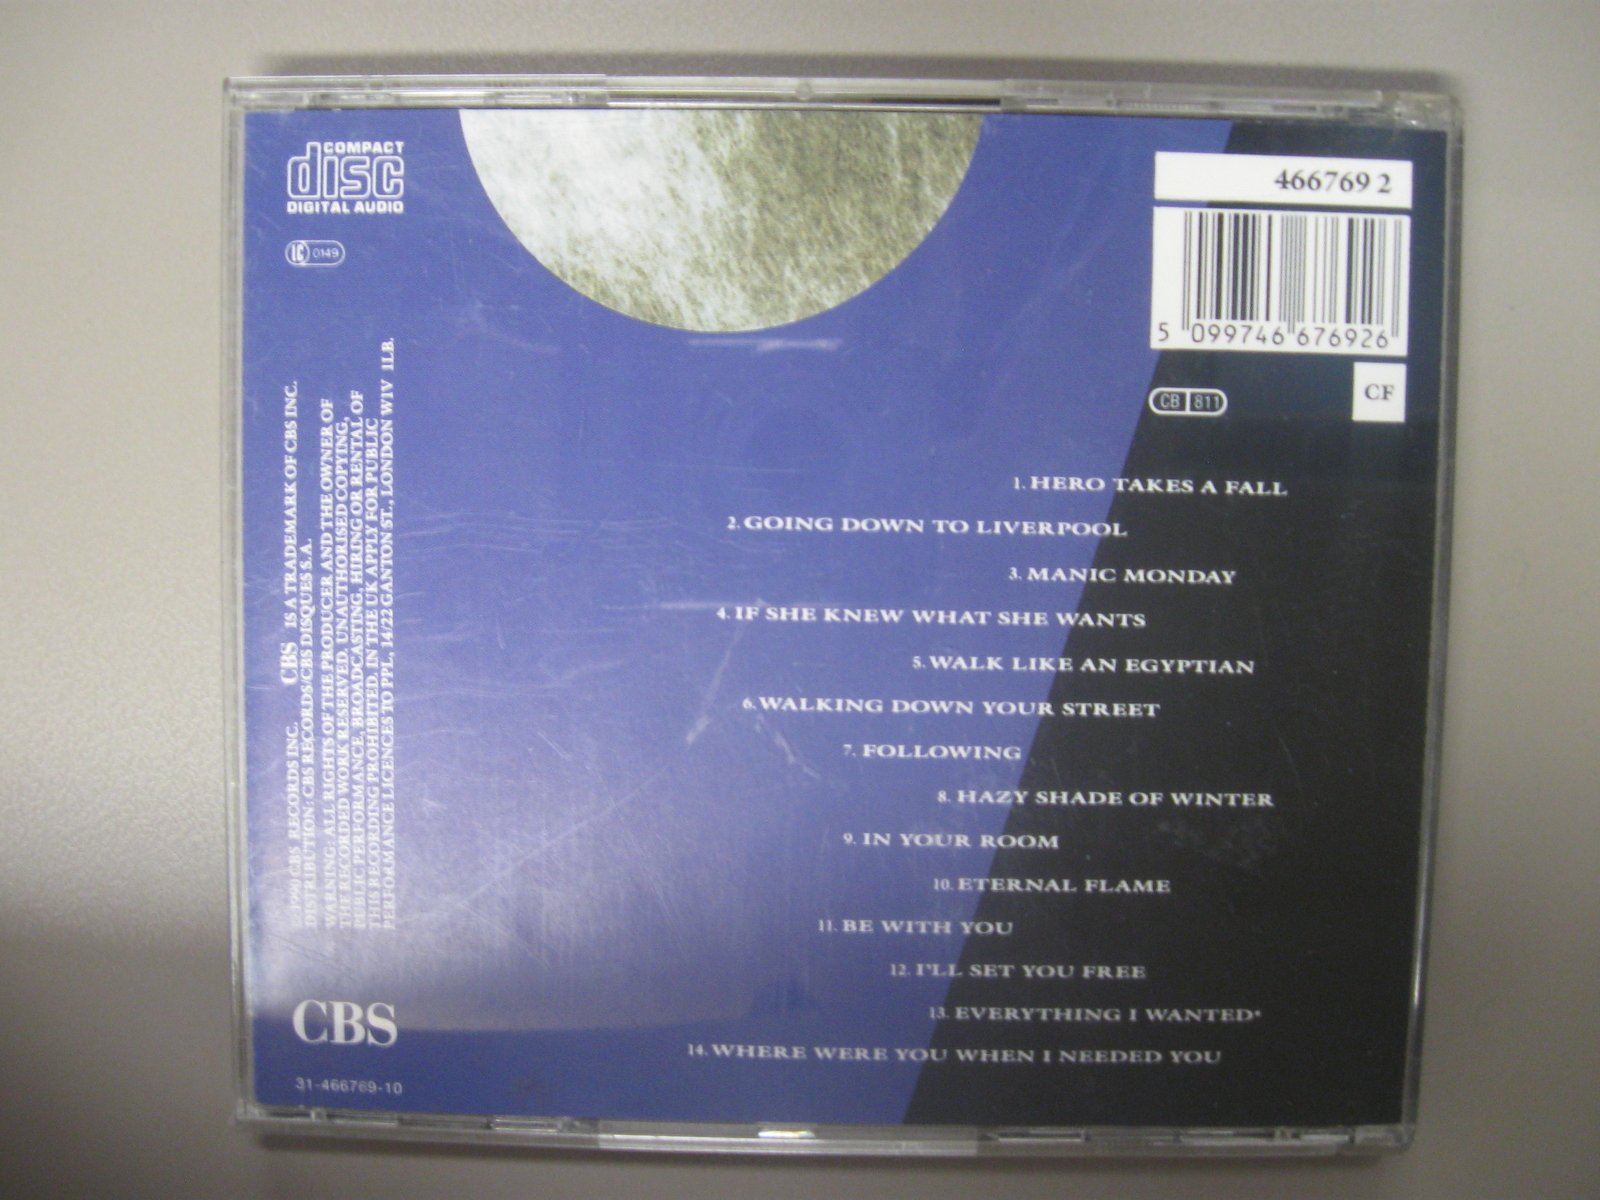 COMPACT
disc
DIGITAL AUDIO
LC 0149
466769 2
5 099746 676926
CF
CB 811
1. HERO TAKES A FALL
2. GOING DOWN TO LIVERPOOL
3. MANIC MONDAY
4. IF SHE KNEW WHAT SHE WANTS
5. WALK LIKE AN EGYPTIAN
6. WALKING DOWN YOUR STREET
7. FOLLOWING
8. HAZY SHADE OF WINTER
9. IN YOUR ROOM
10. ETERNAL FLAME
11. BE WITH YOU
12. I'LL SET YOU FREE
13. EVERYTHING I WANTED*
14. WHERE WERE YOU WHEN I NEEDED YOU
1990 CBS RECORDS INC. CBS IS A TRADEMARK OF CBS INC.
DISTRIBUTION: CBS RECORDS/CBS DISQUES S.A.
WARNING: ALL RIGHTS OF THE PRODUCER AND THE OWNER OF
THE RECORDED WORK RESERVED. UNAUTHORISED COPYING,
PUBLIC PERFORMANCE, BROADCASTING, HIRING OR RENTAL OF
THIS RECORDING PROHIBITED. IN THE UK APPLY FOR PUBLIC
PERFORMANCE LICENCES TO PPL, 14/22 GANTON ST., LONDON W1V 1LB.
CBS
31-466769-10